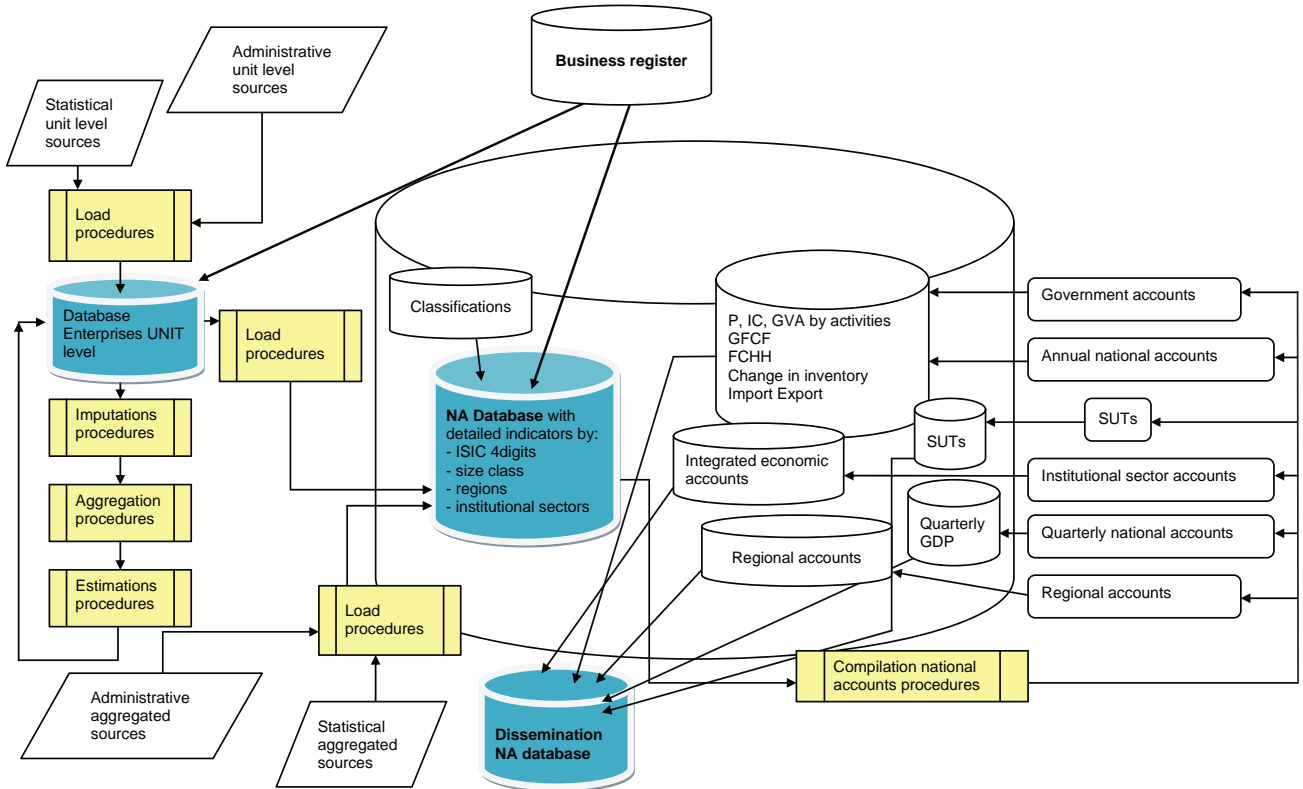 Business register
Administrative
unit level
sources
Statistical
unit level
sources
Load
procedures
Database
Enterprises UNIT
level
Load
procedures
Imputations
procedures
Aggregation
procedures
Estimations
procedures
Administrative
aggregated
sources
Load
procedures
Statistical
aggregated
sources
Classifications
NA Database with
detailed indicators by:
- ISIC 4digits
- size class
- regions
- institutional sectors
P, IC, GVA by activities
GFCF
FCHH
Change in inventory
Import Export
SUTs
Integrated economic
accounts
Quarterly
GDP
Regional accounts
Dissemination
NA database
Compilation national
accounts procedures
Government accounts
Annual national accounts
SUTs
Institutional sector accounts
Quarterly national accounts
Regional accounts